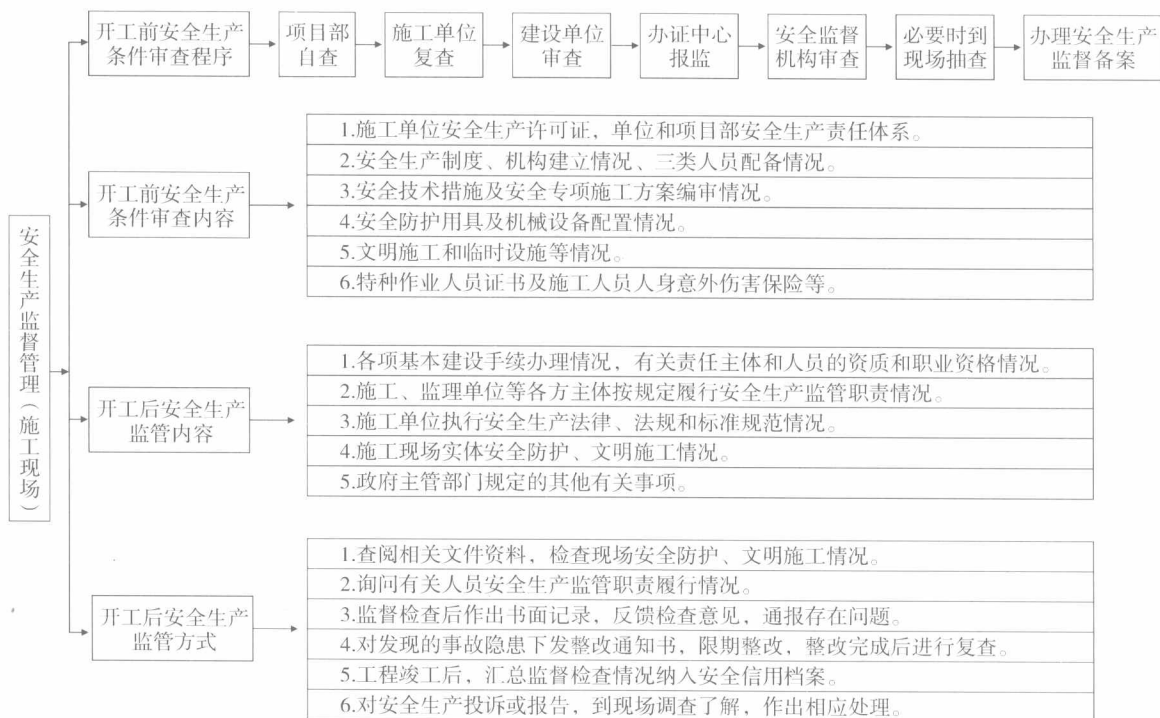 开工前安全生产
条件审查程序
项目部
自查
施工单位
复查
建设单位
审查
办证中心
报监
安全监督
机构审查
必要时到
现场抽查
办理安全生产
监督备案
安全生产监督管理（施工现场）
开工前安全生产
条件审查内容
1.施工单位安全生产许可证，单位和项目部安全生产责任体系。
2.安全生产制度、机构建立情况、三类人员配备情况。
3.安全技术措施及安全专项施工方案编审情况。
4.安全防护用具及机械设备配置情况。
5.文明施工和临时设施等情况。
6.特种作业人员证书及施工人员人身意外伤害保险等。
开工后安全生产
监管内容
1.各项基本建设手续办理情况，有关责任主体和人员的资质和职业资格情况。
2.施工、监理单位等各方主体按规定履行安全生产监管职责情况。
3.施工单位执行安全生产法律、法规和标准规范情况。
4.施工现场实体安全防护、文明施工情况。
5.政府主管部门规定的其他有关事项。
开工后安全生产
监管方式
1.查阅相关文件资料，检查现场安全防护、文明施工情况。
2.询问有关人员安全生产监管职责履行情况。
3.监督检查后作出书面记录，反馈检查意见，通报存在问题。
4.对发现的事故隐患下发整改通知书，限期整改，整改完成后进行复查。
5.工程竣工后，汇总监督检查情况纳入安全信用档案。
6.对安全生产投诉或报告，到现场调查了解，作出相应处理。